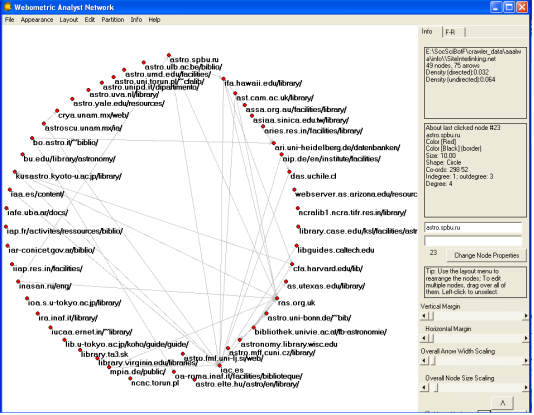 Webometric Analyst Network
File Appearance Layout Edit Partition Info Help
Info F-R
astro.spbu.ru
astro.ulb.ac.be/biblio/
astro.umd.edu/facilities/
astro.uni.torun.pl/~cfalib/
astro.unipd.it/dipartimento/
astro.uva.nl/library/
astro.yale.edu/resources/
crya.unam.mx/web/
astroscu.unam.mx/ia/
bo.astro.it/~biblio/
bu.edu/library/astronomy/
kusastro.kyoto-u.ac.jp/library/
iaa.es/content/
iafe.uba.ar/docs/
iap.fr/activites/ressources/biblio/
iar-conicet.gov.ar/biblio/
iiap.res.in/facilities/
inasan.ru/eng/
ioa.s.u-tokyo.ac.jp/library/
ira.inaf.it/library/
iucaa.ernet.in/~library/
lib.u-tokyo.ac.jp/koho/guide/guide/
library.ta3.sk
library.virginia.edu/libraries/
mpia.de/public/
ncac.torun.pl
ifa.hawaii.edu/library/
ast.cam.ac.uk/library/
assa.org.au/facilities/library/
asiaa.sinica.edu.tw/library/
aries.res.in/facilities/library/
ari.uni-heidelberg.de/datenbanken/
aip.de/en/institute/facilities/
das.uchile.cl
webserver.as.arizona.edu/resourc
ncralib1.ncra.tifr.res.in/library/
library.case.edu/ksl/facilities/astr
libguides.caltech.edu
cfa.harvard.edu/lib/
as.utexas.edu/library/
ras.org.uk
astro.uni-bonn.de/~bib/
bibliothek.univie.ac.at/fb-astronomie/
astronomy.library.wisc.edu
astro.mff.cuni.cz/library/
astro.fmf.uni-lj.si/web/
iac.es
oa-roma.inaf.it/facilities/biblioteque/
astro.elte.hu/astro/en/library/
E:\SocSciBotF\crawler_data\aaalw
a\info\\SiteInterlinking.net
49 nodes, 75 arrows
Density (directed):0.032
Density (undirected):0.064
About last clicked node #23
astro.spbu.ru
Color [Red]
Color [Black] (border)
Size: 10.00
Shape: Circle
Co-ords: 298 52
Indegree: 1; outdegree: 3
Degree: 4
astro.spbu.ru
23 Change Node Properties
Tip: Use the layout menu to
rearrange the nodes; To edit
multiple nodes, drag over all
of them. Left-click to unselect.
Vertical Margin
Horizontal Margin
Overall Arrow Width Scaling
Overall Node Size Scaling